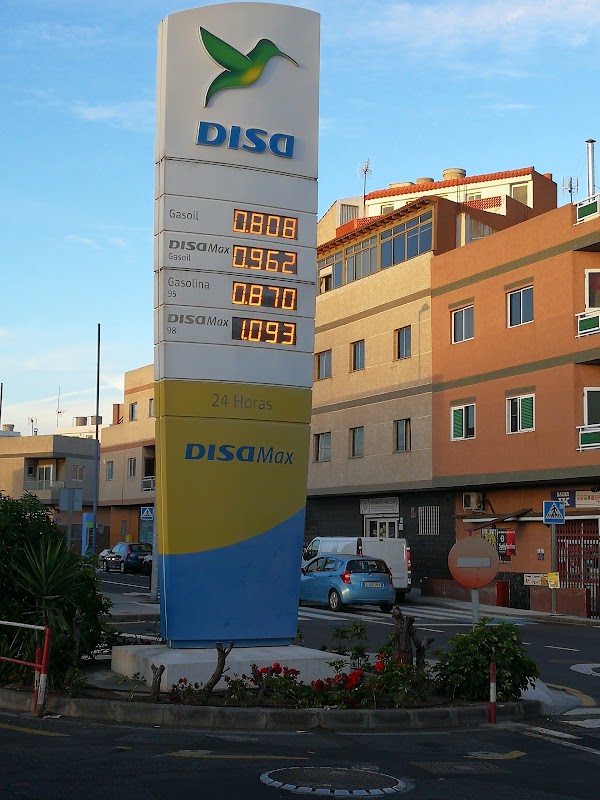 DISA
Gasoil 0.808
DISA Max
Gasoil 0.962
Gasolina
95 0.870
DISA Max
98 1.093
24 Horas
DISA Max